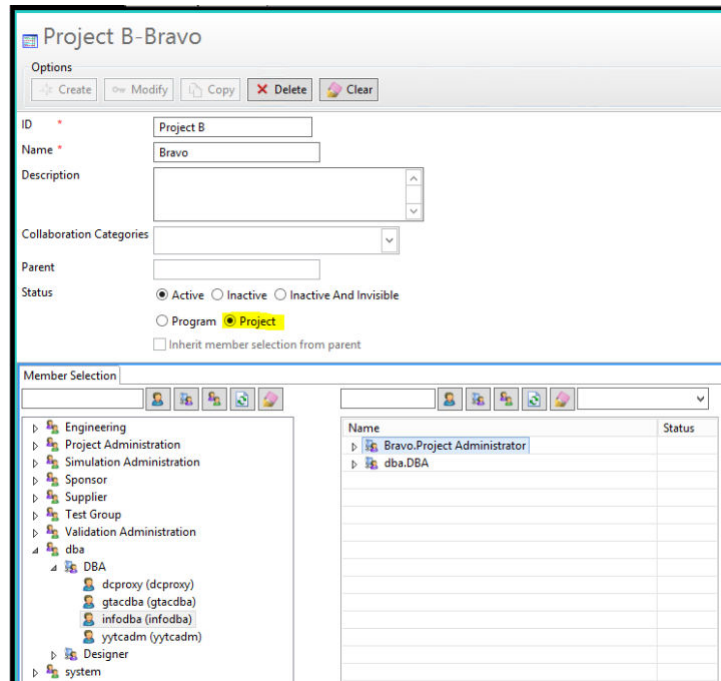 Project B-Bravo
Options
Create Modify Copy Delete Clear
ID *
Project B
Name *
Bravo
Description
Collaboration Categories
Parent
Status
Active Inactive Inactive And Invisible
Program Project
Inherit member selection from parent
Member Selection
Engineering
Project Administration
Simulation Administration
Sponsor
Supplier
Test Group
Validation Administration
dba
DBA
dcproxy (dcproxy)
gtacdba (gtacdba)
infodba (infodba)
yytcadm (yytcadm)
Designer
system
Name Status
Bravo.Project Administrator
dba.DBA